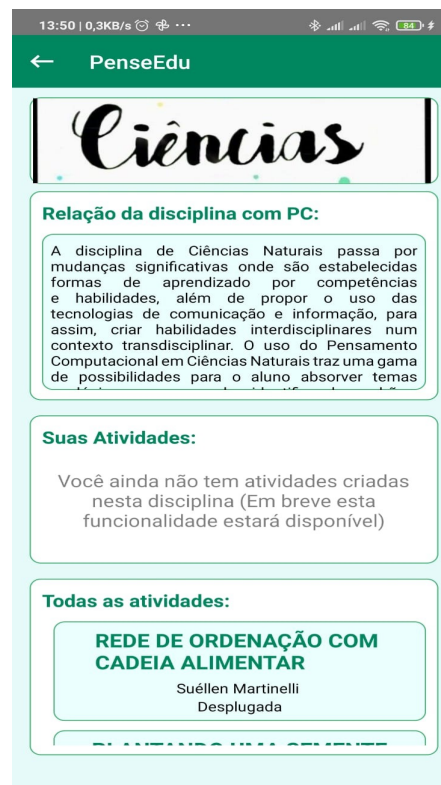 13:50 | 0,3KB/s
84
PenseEdu
Ciências
Relação da disciplina com PC:
A disciplina de Ciências Naturais passa por
mudanças significativas onde são estabelecidas
formas de aprendizado por competências
e habilidades, além de propor o uso das
tecnologias de comunicação e informação, para
assim, criar habilidades interdisciplinares num
contexto transdisciplinar. O uso do Pensamento
Computacional em Ciências Naturais traz uma gama
de possibilidades para o aluno absorver temas
Suas Atividades:
Você ainda não tem atividades criadas
nesta disciplina (Em breve esta
funcionalidade estará disponível)
Todas as atividades:
REDE DE ORDENAÇÃO COM
CADEIA ALIMENTAR
Suéllen Martinelli
Desplugada
PLANTANDO UMA SEMENTE